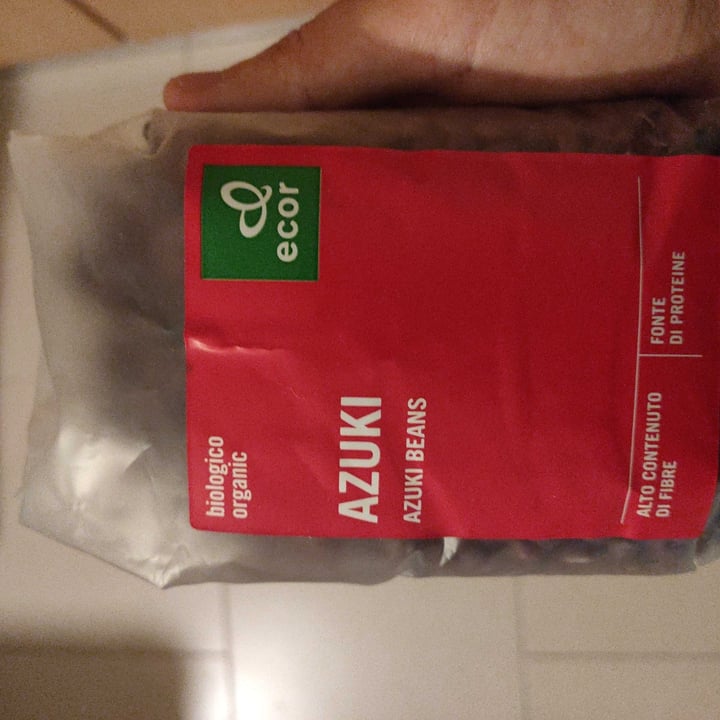 biologico
organic
ecor
AZUKI
AZUKI BEANS
ALTO CONTENUTO
DI FIBRE
FONTE
DI PROTEINE